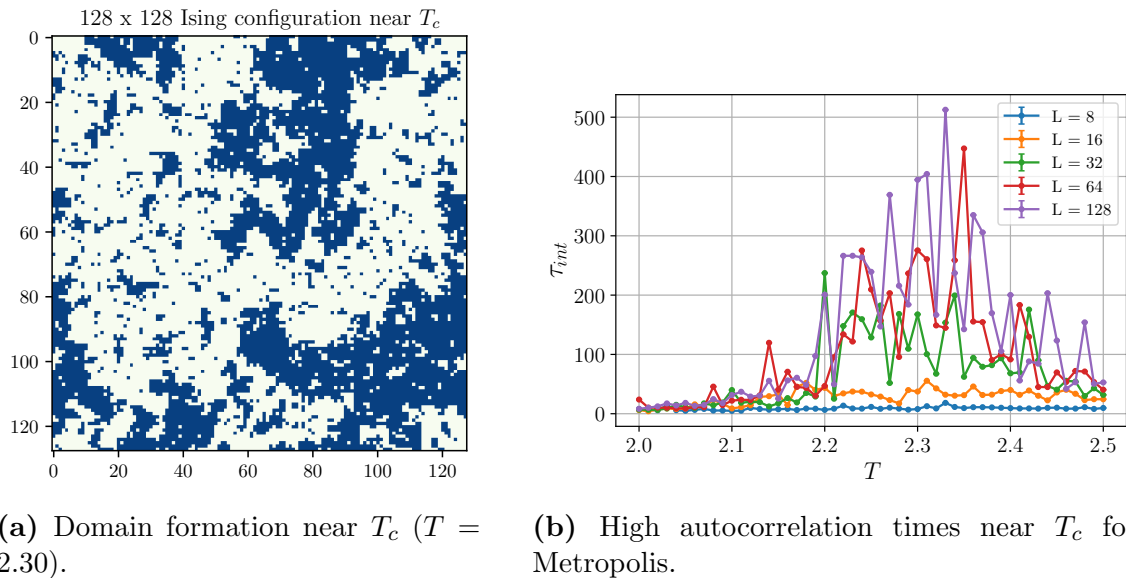 128 x 128 Ising configuration near T_c
0
20
40
60
80
100
120
0 20 40 60 80 100 120
500
400
300
200
100
0
τ_int
L = 8
L = 16
L = 32
L = 64
L = 128
2.0 2.1 2.2 2.3 2.4 2.5
T
(a) Domain formation near T_c (T =
2.30).
(b) High autocorrelation times near T_c fo
Metropolis.